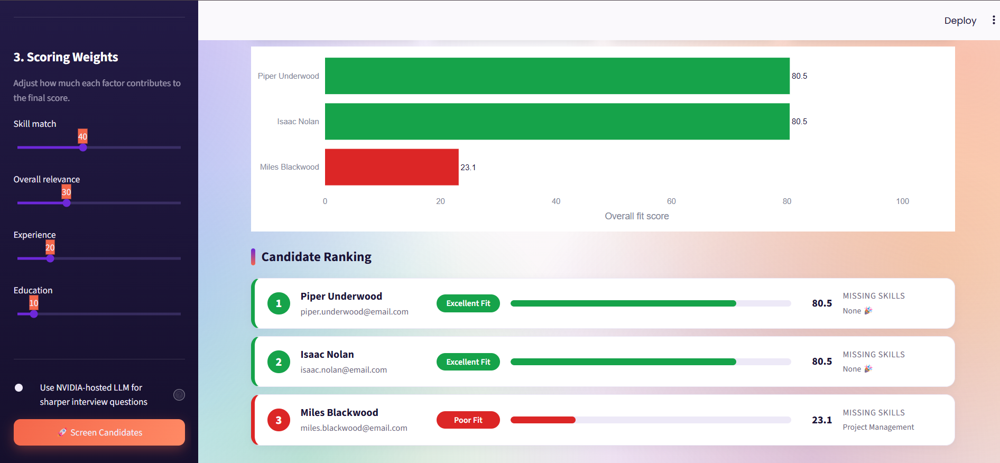 3. Scoring Weights
Adjust how much each factor contributes to
the final score.
Skill match
40
Overall relevance
30
Experience
20
Education
10
Use NVIDIA-hosted LLM for
sharper interview questions
?
🚀 Screen Candidates
Deploy
Piper Underwood
80.5
Isaac Nolan
80.5
Miles Blackwood
23.1
0 20 40 60 80 100
Overall fit score
Candidate Ranking
1
Piper Underwood
piper.underwood@email.com
Excellent Fit
80.5
MISSING SKILLS
None 🎉
2
Isaac Nolan
isaac.nolan@email.com
Excellent Fit
80.5
MISSING SKILLS
None 🎉
3
Miles Blackwood
miles.blackwood@email.com
Poor Fit
23.1
MISSING SKILLS
Project Management